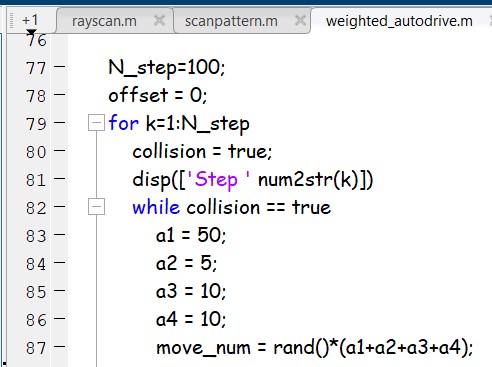 +1 rayscan.m scanpattern.m weighted_autodrive.m
76
77 N_step=100;
78 offset = 0;
79 for k=1:N_step
80 collision = true;
81 disp(['Step ' num2str(k)])
82 while collision == true
83 a1 = 50;
84 a2 = 5;
85 a3 = 10;
86 a4 = 10;
87 move_num = rand()*(a1+a2+a3+a4);